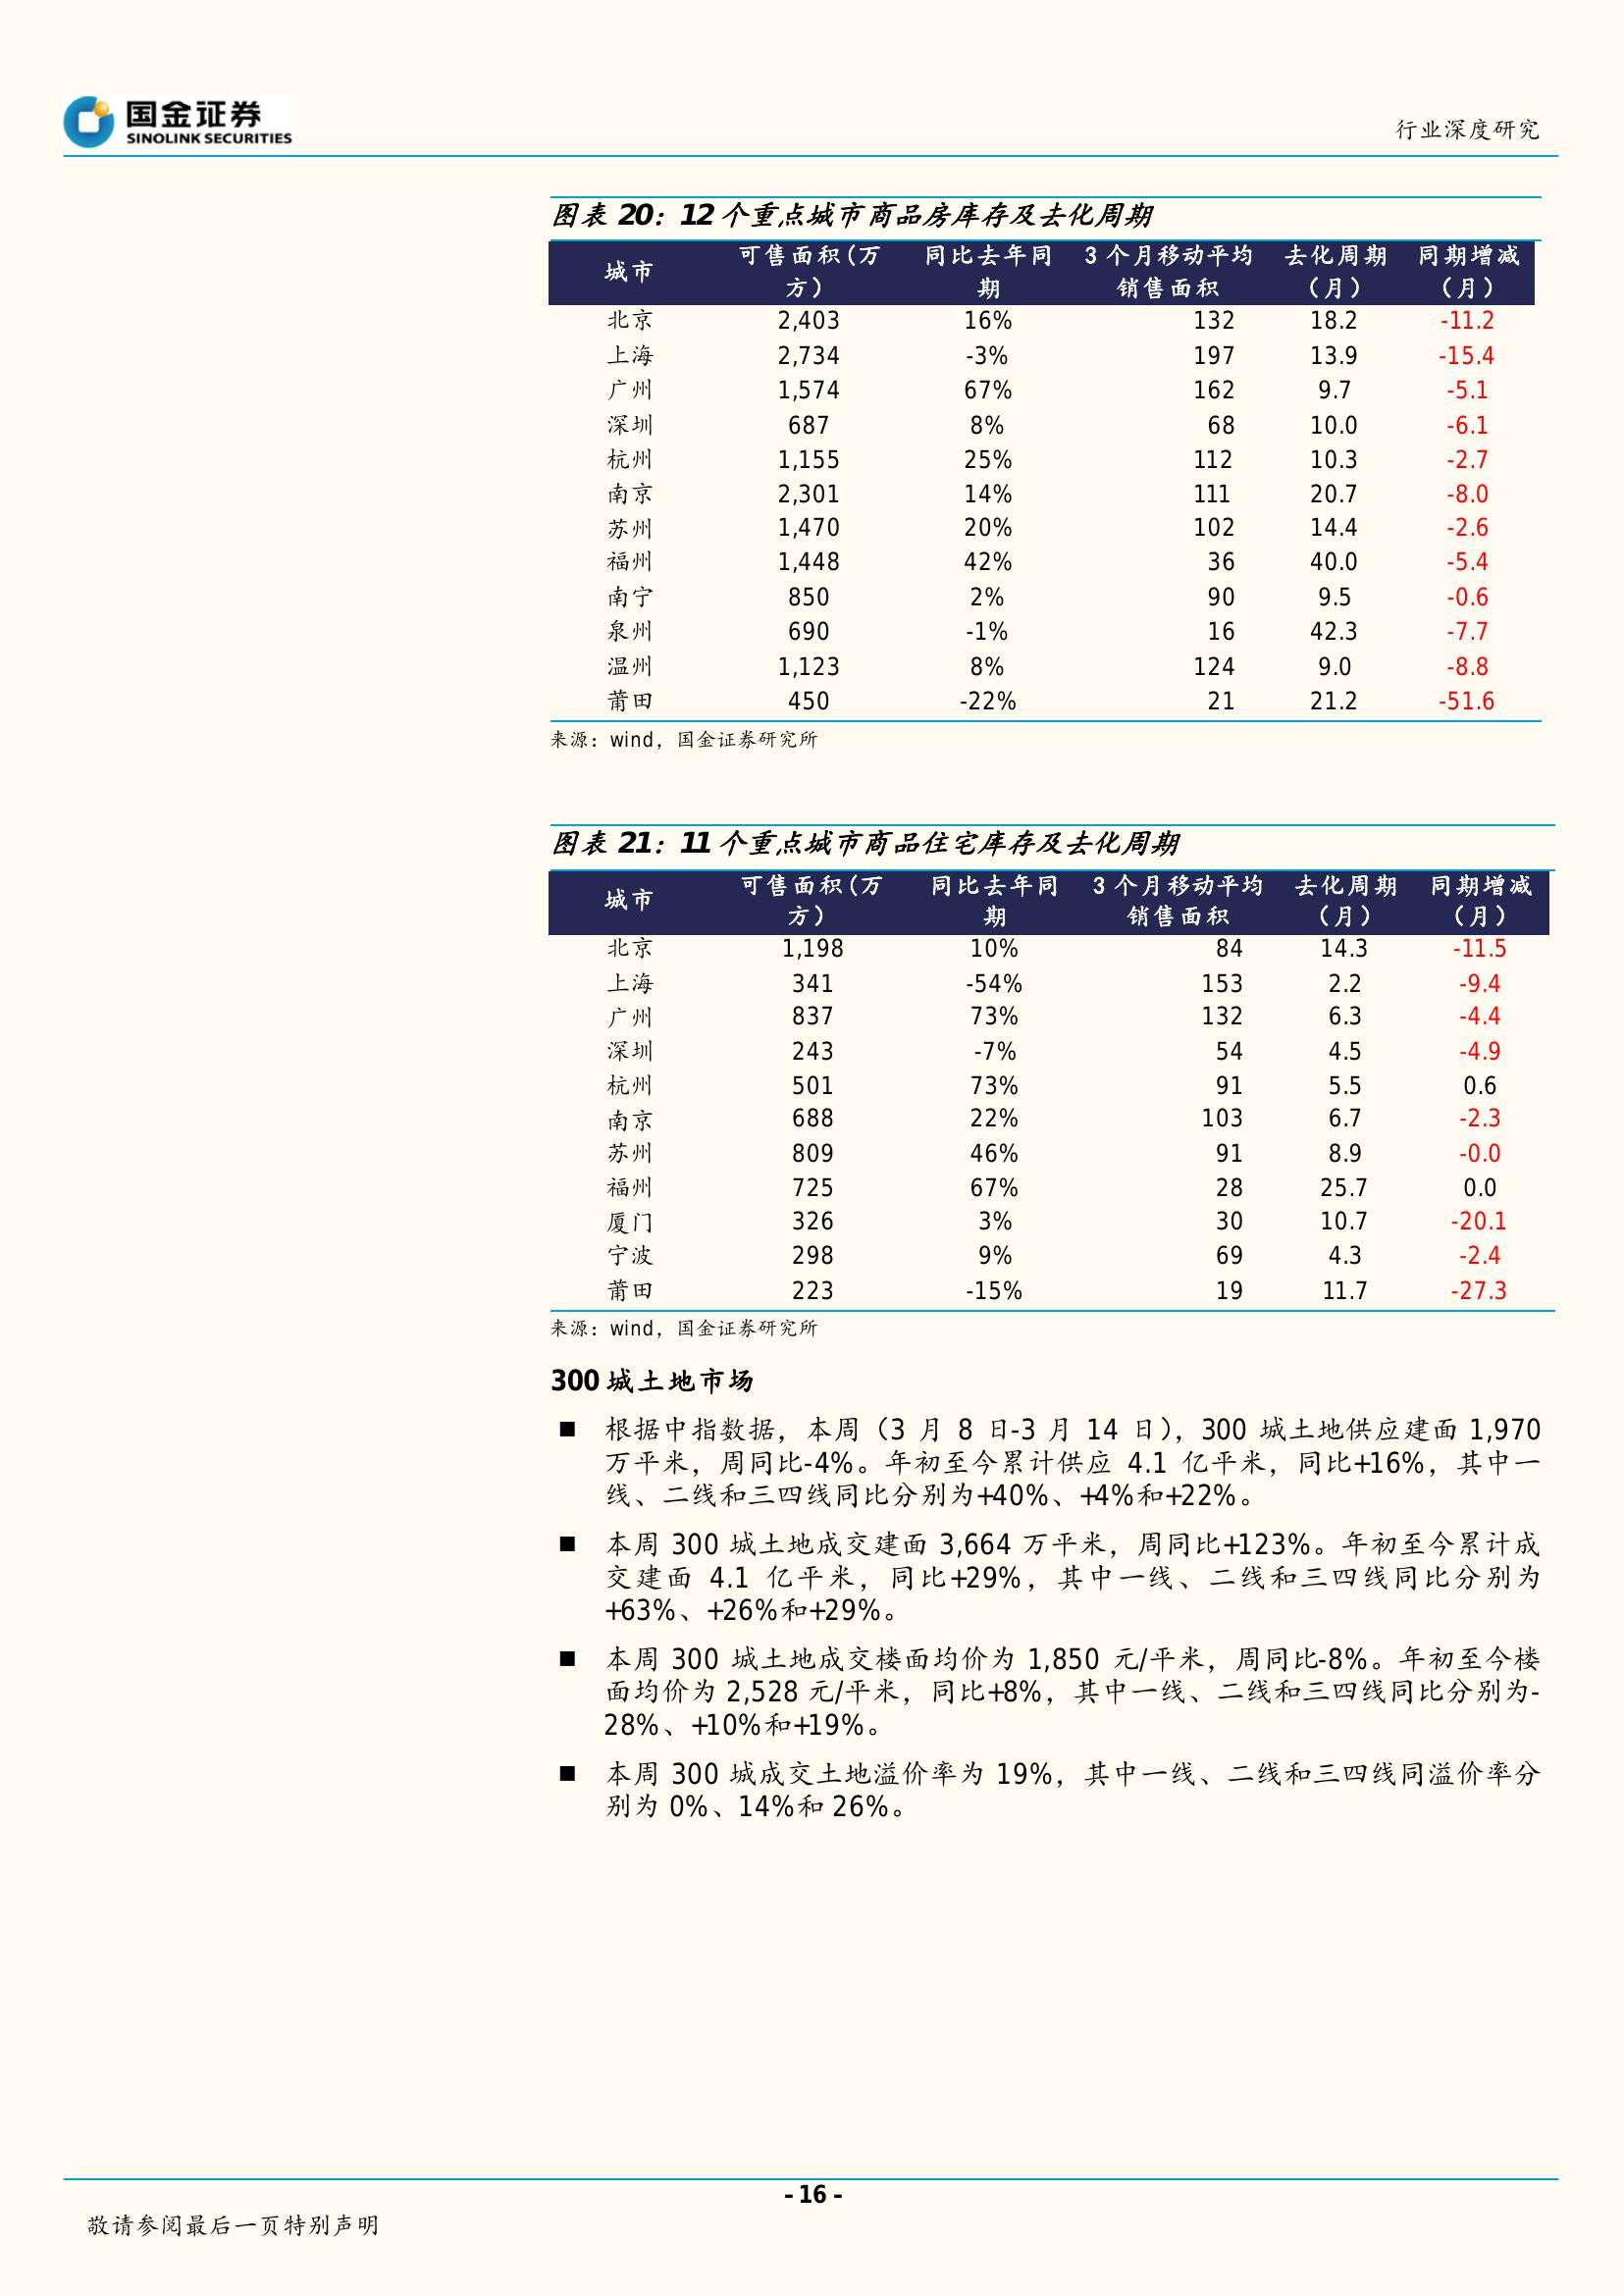 国金证券
SINOLINK SECURITIES
行业深度研究
图表 20：12 个重点城市商品房库存及去化周期
城市 可售面积(万方） 同比去年同期 3 个月移动平均销售面积 去化周期（月） 同期增减（月）
北京 2,403 16% 132 18.2 -11.2
上海 2,734 -3% 197 13.9 -15.4
广州 1,574 67% 162 9.7 -5.1
深圳 687 8% 68 10.0 -6.1
杭州 1,155 25% 112 10.3 -2.7
南京 2,301 14% 111 20.7 -8.0
苏州 1,470 20% 102 14.4 -2.6
福州 1,448 42% 36 40.0 -5.4
南宁 850 2% 90 9.5 -0.6
泉州 690 -1% 16 42.3 -7.7
温州 1,123 8% 124 9.0 -8.8
莆田 450 -22% 21 21.2 -51.6
来源：wind，国金证券研究所
图表 21：11 个重点城市商品住宅库存及去化周期
城市 可售面积(万方） 同比去年同期 3 个月移动平均销售面积 去化周期（月） 同期增减（月）
北京 1,198 10% 84 14.3 -11.5
上海 341 -54% 153 2.2 -9.4
广州 837 73% 132 6.3 -4.4
深圳 243 -7% 54 4.5 -4.9
杭州 501 73% 91 5.5 0.6
南京 688 22% 103 6.7 -2.3
苏州 809 46% 91 8.9 -0.0
福州 725 67% 28 25.7 0.0
厦门 326 3% 30 10.7 -20.1
宁波 298 9% 69 4.3 -2.4
莆田 223 -15% 19 11.7 -27.3
来源：wind，国金证券研究所
300 城土地市场
■ 根据中指数据，本周（3 月 8 日-3 月 14 日），300 城土地供应建面 1,970
万平米，周同比-4%。年初至今累计供应 4.1 亿平米，同比+16%，其中一
线、二线和三四线同比分别为+40%、+4%和+22%。
■ 本周 300 城土地成交建面 3,664 万平米，周同比+123%。年初至今累计成
交建面 4.1 亿平米，同比+29%，其中一线、二线和三四线同比分别为
+63%、+26%和+29%。
■ 本周 300 城土地成交楼面均价为 1,850 元/平米，周同比-8%。年初至今楼
面均价为 2,528 元/平米，同比+8%，其中一线、二线和三四线同比分别为-
28%、+10%和+19%。
■ 本周 300 城成交土地溢价率为 19%，其中一线、二线和三四线同溢价率分
别为 0%、14%和 26%。
- 16 -
敬请参阅最后一页特别声明